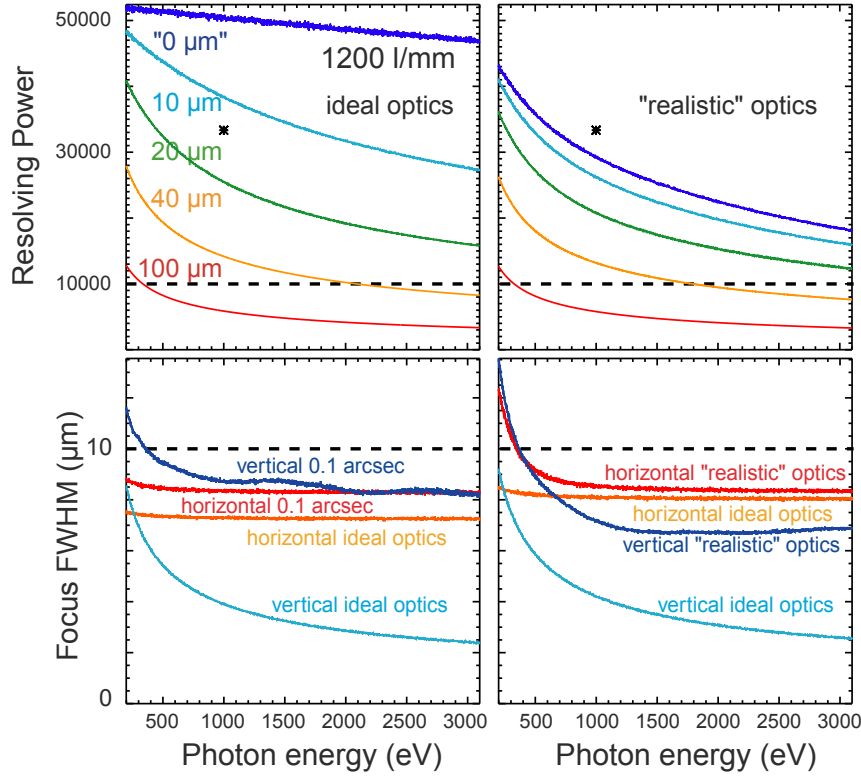 50000
30000
10000
Resolving Power
"0 µm"
1200 l/mm
10 µm
ideal optics
20 µm
40 µm
100 µm
"realistic" optics
10
0
Focus FWHM (µm)
vertical 0.1 arcsec
horizontal 0.1 arcsec
horizontal ideal optics
vertical ideal optics
horizontal "realistic" optics
horizontal ideal optics
vertical "realistic" optics
vertical ideal optics
500 1000 1500 2000 2500 3000
Photon energy (eV)
500 1000 1500 2000 2500 3000
Photon energy (eV)